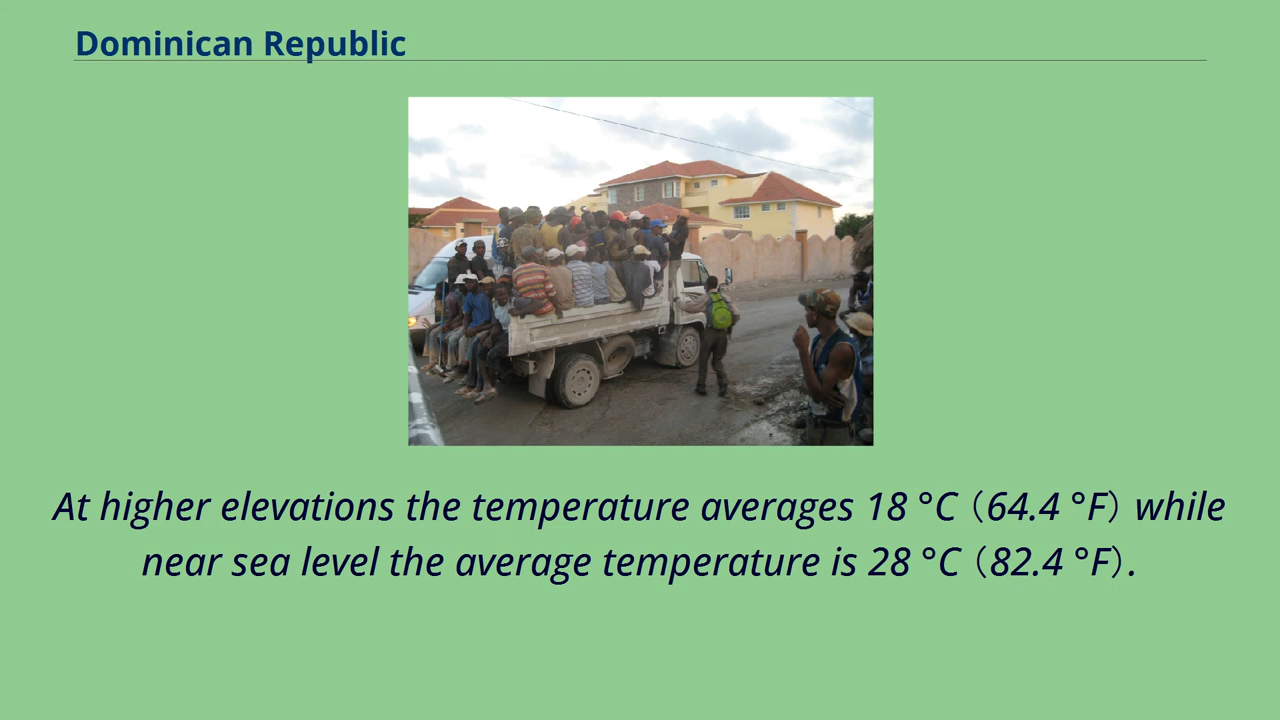 Dominican Republic
At higher elevations the temperature averages 18 °C（64.4 °F）while
near sea level the average temperature is 28 °C（82.4 °F）.